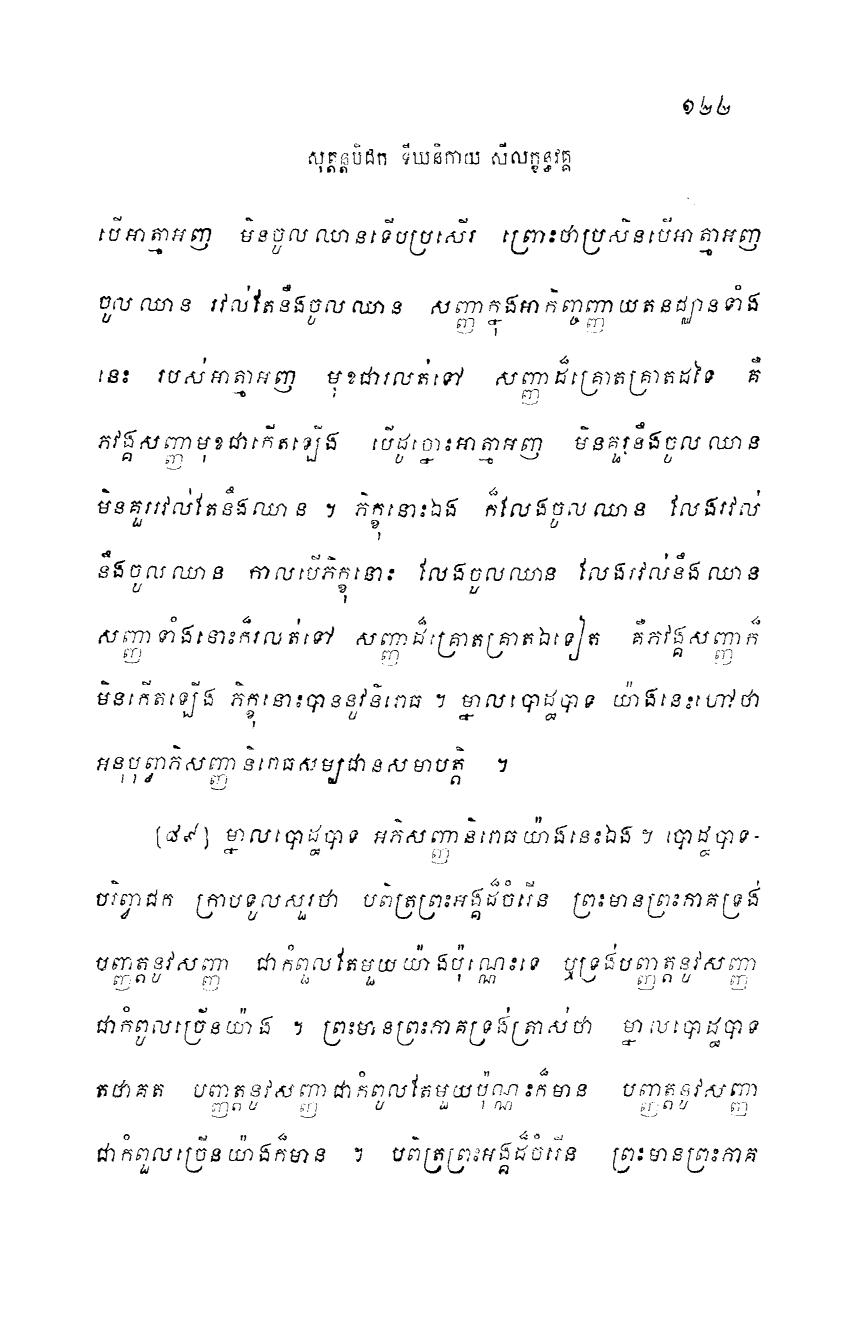 ១២២
សុត្តន្តបិដក ទីឃនិកាយ សីលក្ខន្ធវគ្គ
បើអាត្មាអញ មិនចូលឈានទើបប្រសើរ ព្រោះថាប្រសិនបើអាត្មាអញ
ចូលឈាន រវល់តែនឹងចូលឈាន សញ្ញាក្នុងអាកិញ្ចញ្ញាយតនជ្ឈានទាំង
នេះ របស់អាត្មាអញ មុខជារលត់ទៅ សញ្ញាដ៏គ្រោតគ្រាតដទៃ គឺ
ភវង្គសញ្ញាមុខជាកើតឡើង បើដូច្នោះអាត្មាអញ មិនគួរនឹងចូលឈាន
មិនគួររវល់តែនឹងឈាន ។ ភិក្ខុនោះឯង ក៏លែងចូលឈាន លែងរវល់
នឹងចូលឈាន កាលបើភិក្ខុនោះ លែងចូលឈាន លែងរវល់នឹងឈាន
សញ្ញាទាំងនោះក៏រលត់ទៅ សញ្ញាដ៏គ្រោតគ្រាតឯទៀត គឺភវង្គសញ្ញាក៏
មិនកើតឡើង ភិក្ខុនោះបាននូវនិរោធ ។ ម្នាលបោដ្ឋបាទ យ៉ាងនេះហៅថា
អនុបុព្វាភិសញ្ញានិរោធសម្បជានសមាបត្តិ ។
[៨៩] ម្នាលបោដ្ឋបាទ អភិសញ្ញានិរោធយ៉ាងនេះឯង ។ បោដ្ឋបាទ-
បរិព្វាជក ក្រាបទូលសួរថា បពិត្រព្រះអង្គដ៏ចំរើន ព្រះមានព្រះភាគទ្រង់
បញ្ញត្តនូវសញ្ញា ជាកំពូលតែមួយយ៉ាងប៉ុណ្ណេះទេ ឬទ្រង់បញ្ញត្តនូវសញ្ញា
ជាកំពូលច្រើនយ៉ាង ។ ព្រះមានព្រះភាគទ្រង់ត្រាស់ថា ម្នាលបោដ្ឋបាទ
តថាគត បញ្ញត្តនូវសញ្ញាជាកំពូលតែមួយប៉ុណ្ណះក៏មាន បញ្ញត្តនូវសញ្ញា
ជាកំពួលច្រើនយ៉ាងក៏មាន ។ បពិត្រព្រះអង្គដ៏ចំរើន ព្រះមានព្រះភាគ